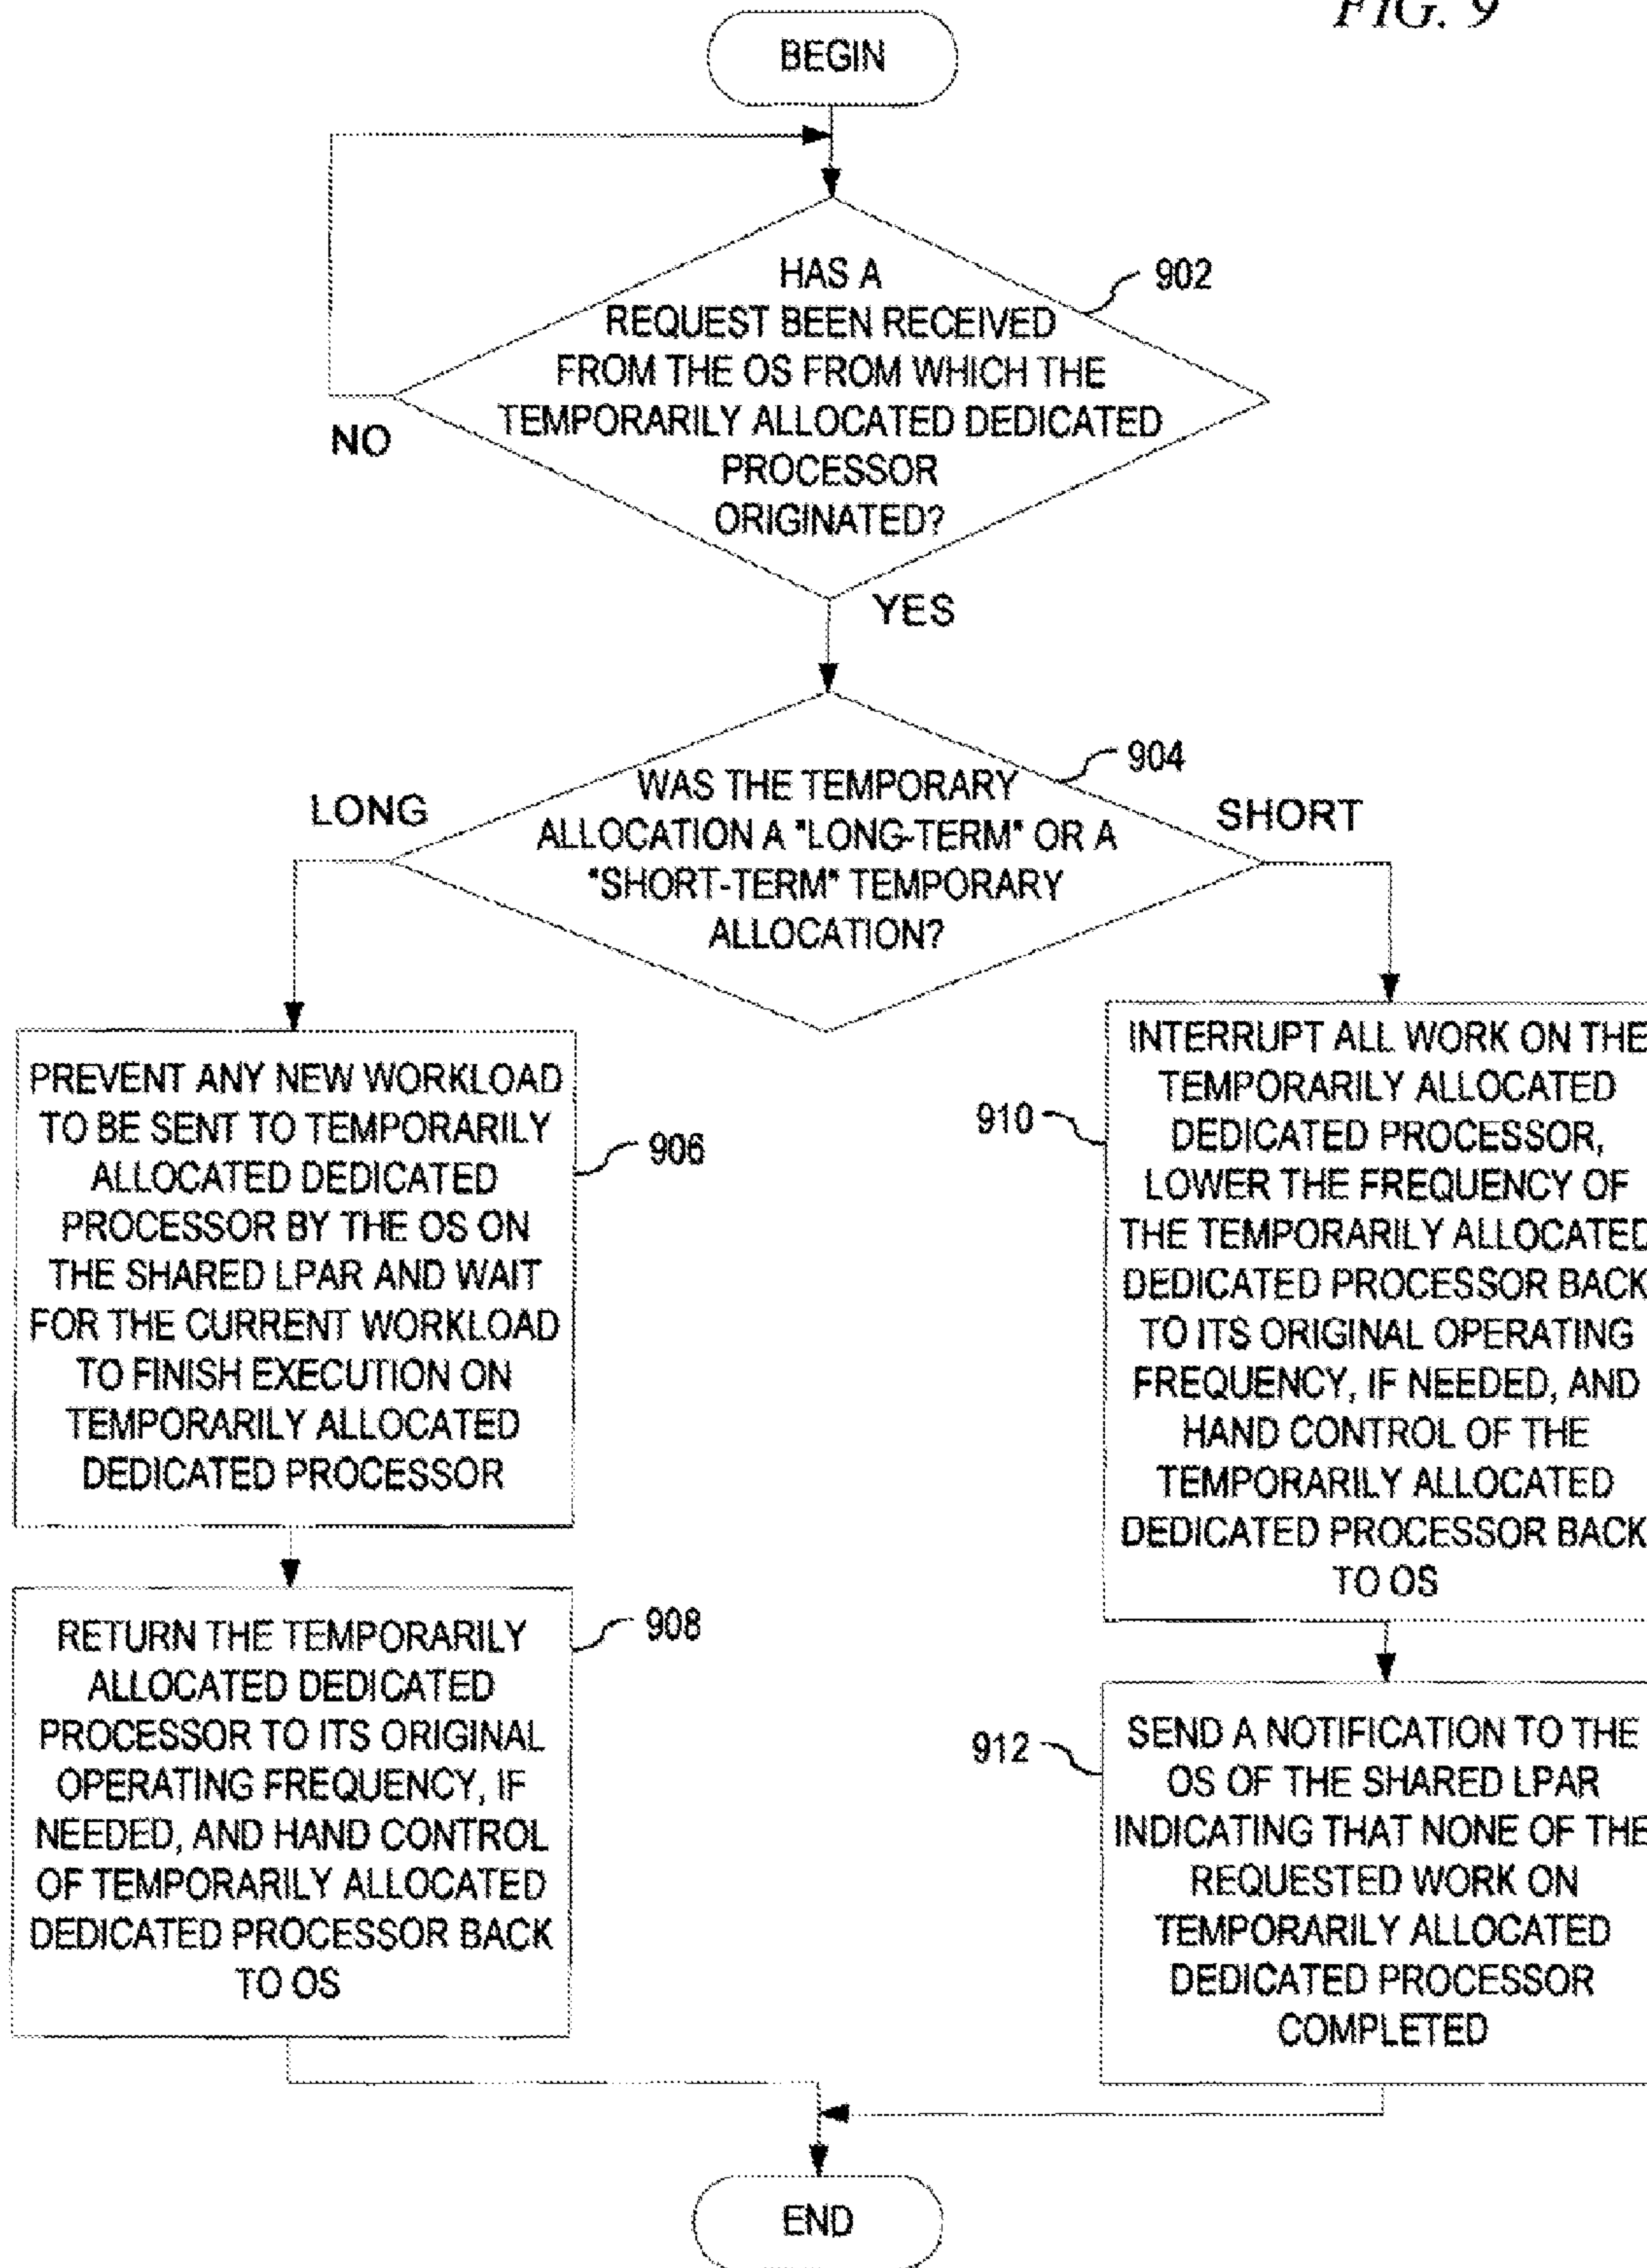 FIG. 9
BEGIN
HAS A
REQUEST BEEN RECEIVED
FROM THE OS FROM WHICH THE
TEMPORARILY ALLOCATED DEDICATED
PROCESSOR
ORIGINATED?
902
NO
YES
WAS THE TEMPORARY
ALLOCATION A "LONG-TERM" OR A
"SHORT-TERM" TEMPORARY
ALLOCATION?
904
LONG
SHORT
PREVENT ANY NEW WORKLOAD
TO BE SENT TO TEMPORARILY
ALLOCATED DEDICATED
PROCESSOR BY THE OS ON
THE SHARED LPAR AND WAIT
FOR THE CURRENT WORKLOAD
TO FINISH EXECUTION ON
TEMPORARILY ALLOCATED
DEDICATED PROCESSOR
906
INTERRUPT ALL WORK ON THE
TEMPORARILY ALLOCATED
DEDICATED PROCESSOR,
LOWER THE FREQUENCY OF
THE TEMPORARILY ALLOCATED
DEDICATED PROCESSOR BACK
TO ITS ORIGINAL OPERATING
FREQUENCY, IF NEEDED, AND
HAND CONTROL OF THE
TEMPORARILY ALLOCATED
DEDICATED PROCESSOR BACK
TO OS
910
RETURN THE TEMPORARILY
ALLOCATED DEDICATED
PROCESSOR TO ITS ORIGINAL
OPERATING FREQUENCY, IF
NEEDED, AND HAND CONTROL
OF TEMPORARILY ALLOCATED
DEDICATED PROCESSOR BACK
TO OS
908
SEND A NOTIFICATION TO THE
OS OF THE SHARED LPAR
INDICATING THAT NONE OF THE
REQUESTED WORK ON
TEMPORARILY ALLOCATED
DEDICATED PROCESSOR
COMPLETED
912
END